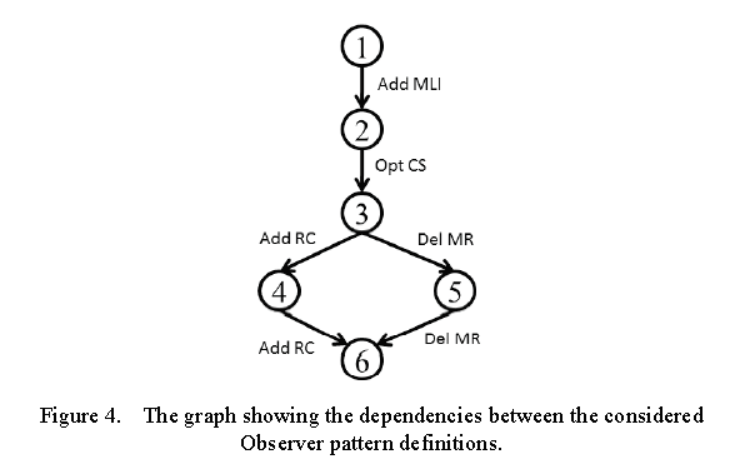 1
Add MLI
2
Opt CS
3
Add RC
Del MR
4
5
Add RC
Del MR
6
Figure 4. The graph showing the dependencies between the considered
Observer pattern definitions.